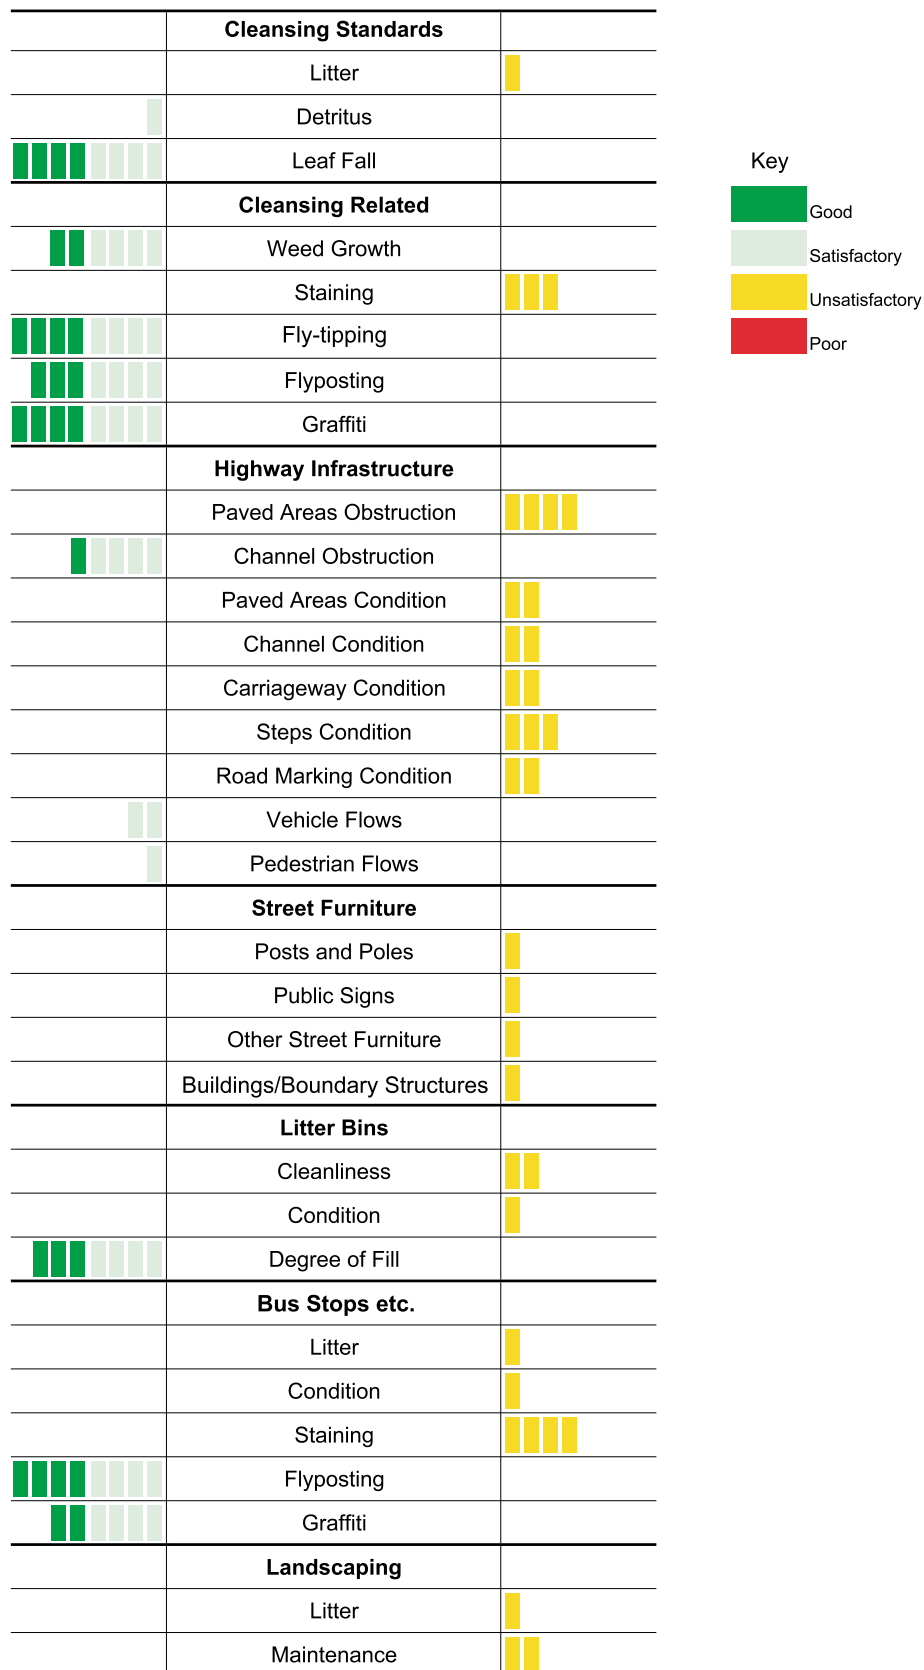 Cleansing Standards
Litter
Detritus
Leaf Fall
Cleansing Related
Weed Growth
Staining
Fly-tipping
Flyposting
Graffiti
Highway Infrastructure
Paved Areas Obstruction
Channel Obstruction
Paved Areas Condition
Channel Condition
Carriageway Condition
Steps Condition
Road Marking Condition
Vehicle Flows
Pedestrian Flows
Street Furniture
Posts and Poles
Public Signs
Other Street Furniture
Buildings/Boundary Structures
Litter Bins
Cleanliness
Condition
Degree of Fill
Bus Stops etc.
Litter
Condition
Staining
Flyposting
Graffiti
Landscaping
Litter
Maintenance
Key
Good
Satisfactory
Unsatisfactory
Poor